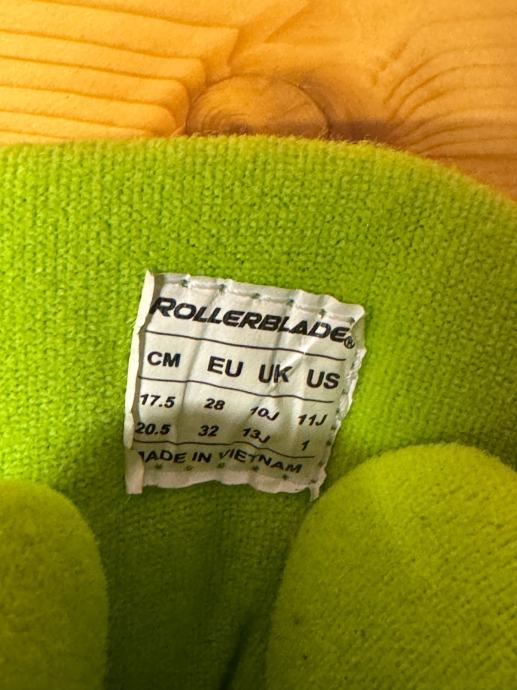 ROLLERBLADE®
CM EU UK US
17.5 28 10J 11J
20.5 32 13J 1
MADE IN VIETNAM